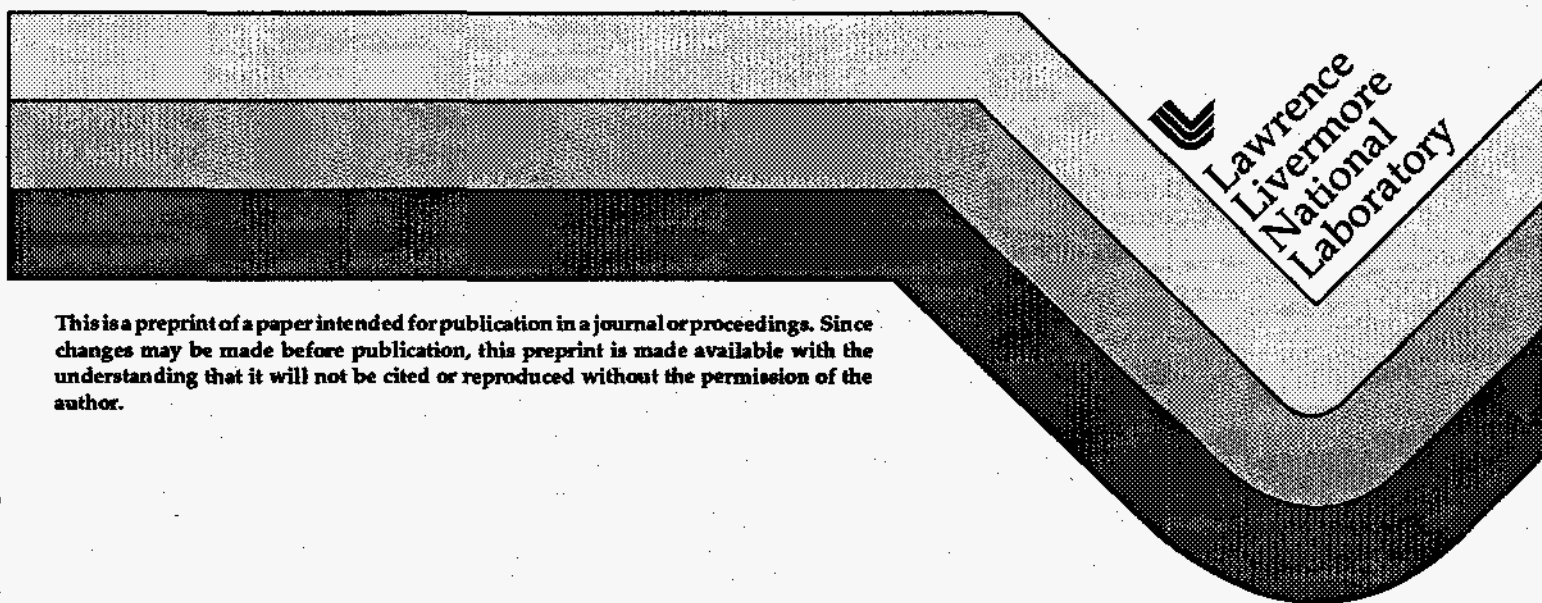 Lawrence
Livermore
National
Laboratory
This is a preprint of a paper intended for publication in a journal or proceedings. Since
changes may be made before publication, this preprint is made available with the
understanding that it will not be cited or reproduced without the permission of the
author.